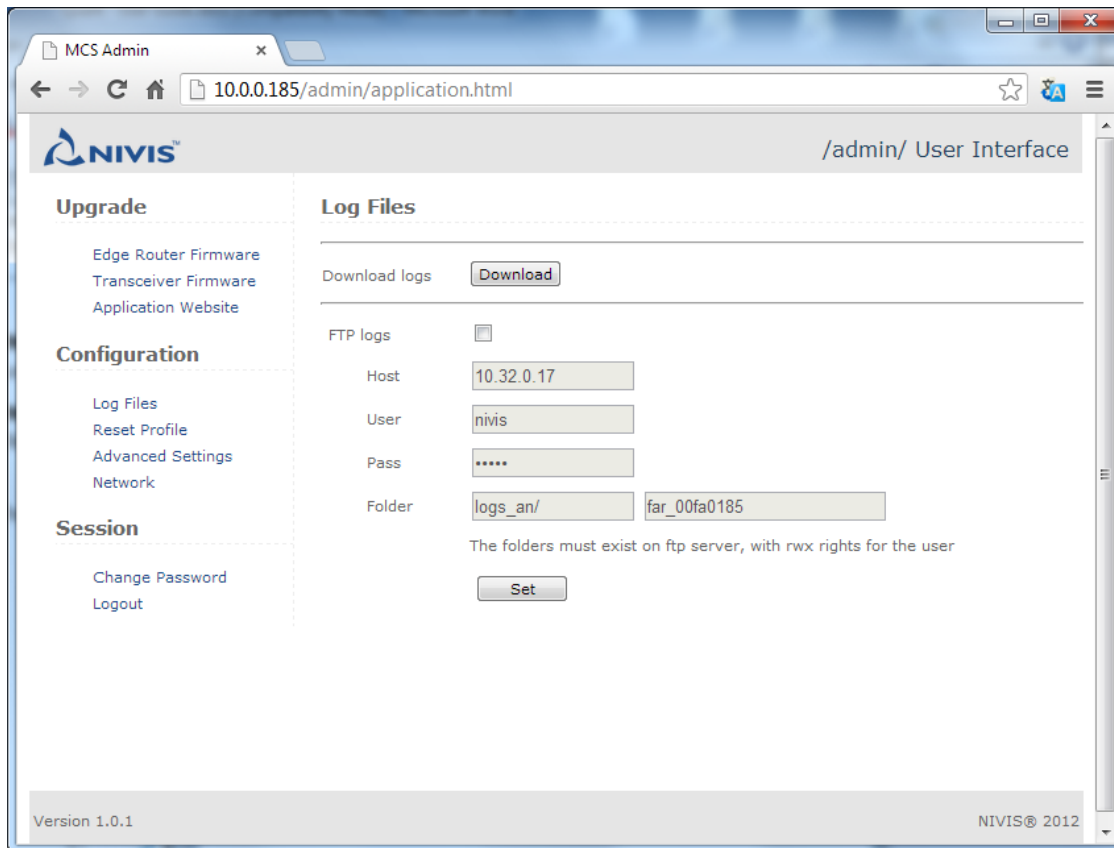 MCS Admin
10.0.0.185/admin/application.html
NIVIS™
/admin/ User Interface
Upgrade
Edge Router Firmware
Transceiver Firmware
Application Website
Configuration
Log Files
Reset Profile
Advanced Settings
Network
Session
Change Password
Logout
Log Files
Download logs Download
FTP logs
Host 10.32.0.17
User nivis
Pass •••••
Folder logs_an/ far_00fa0185
The folders must exist on ftp server, with rwx rights for the user
Set
Version 1.0.1
NIVIS® 2012